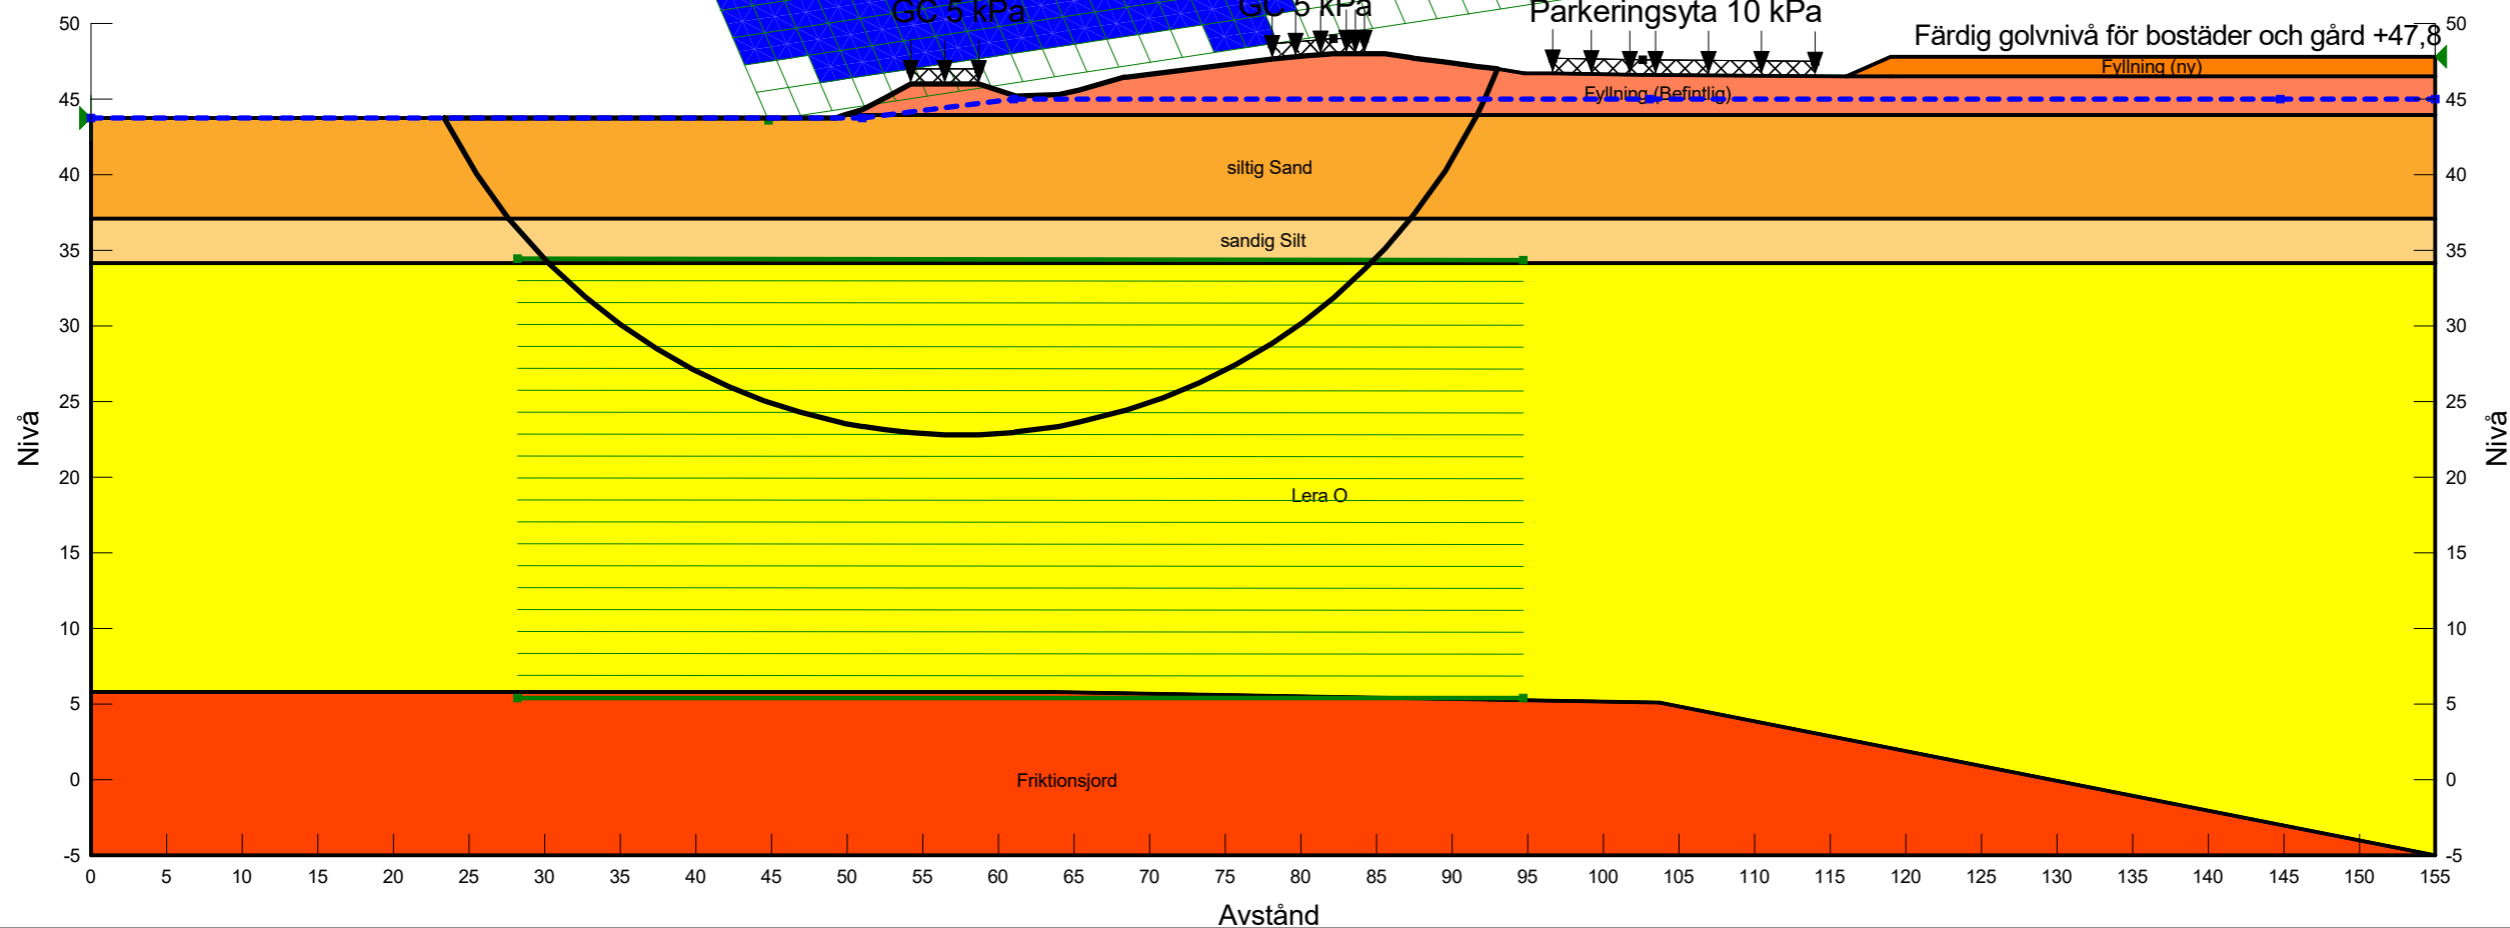 GC 5 kPa
GC 5 kPa
Parkeringsyta 10 kPa
Färdig golvnivå för bostäder och gård +47,8
Fyllning (ny)
Fyllning (Befintlig)
siltig Sand
sandig Silt
Lera O
Friktionsjord
Nivå
50
45
40
35
30
25
20
15
10
5
0
-5
50
45
40
35
30
25
20
15
10
5
0
-5
Nivå
0 5 10 15 20 25 30 35 40 45 50 55 60 65 70 75 80 85 90 95 100 105 110 115 120 125 130 135 140 145 150 155
Avstånd